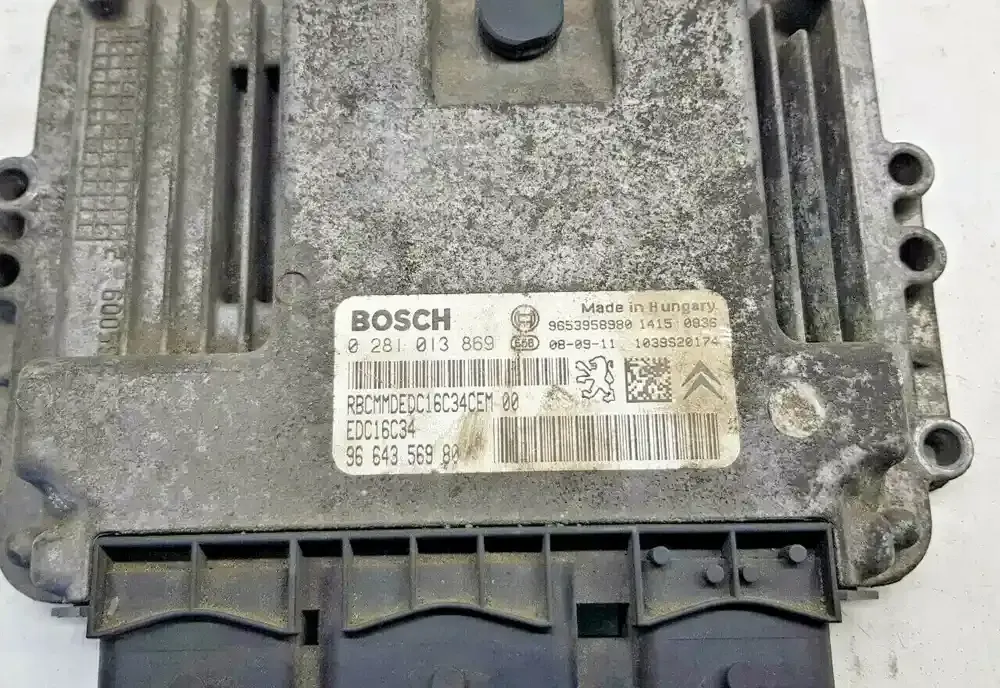 BOSCH
Made in Hungary
9653958980 1415 0836
0 281 013 869
08-09-11 1039S20174
RBCMMDEDC16C34CEM 00
EDC16C34
96 643 569 80